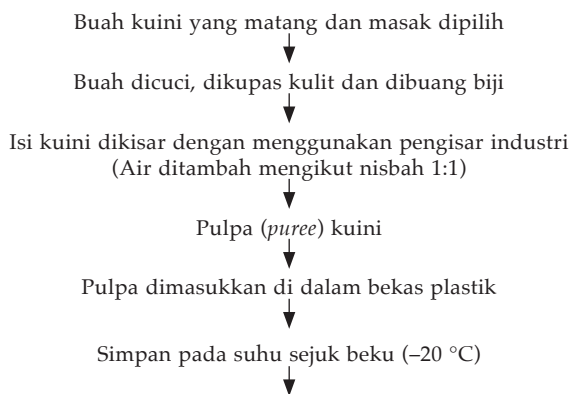 Buah kuini yang matang dan masak dipilih
Buah dicuci, dikupas kulit dan dibuang biji
Isi kuini dikisar dengan menggunakan pengisar industri
(Air ditambah mengikut nisbah 1:1)
Pulpa (puree) kuini
Pulpa dimasukkan di dalam bekas plastik
Simpan pada suhu sejuk beku (–20 °C)